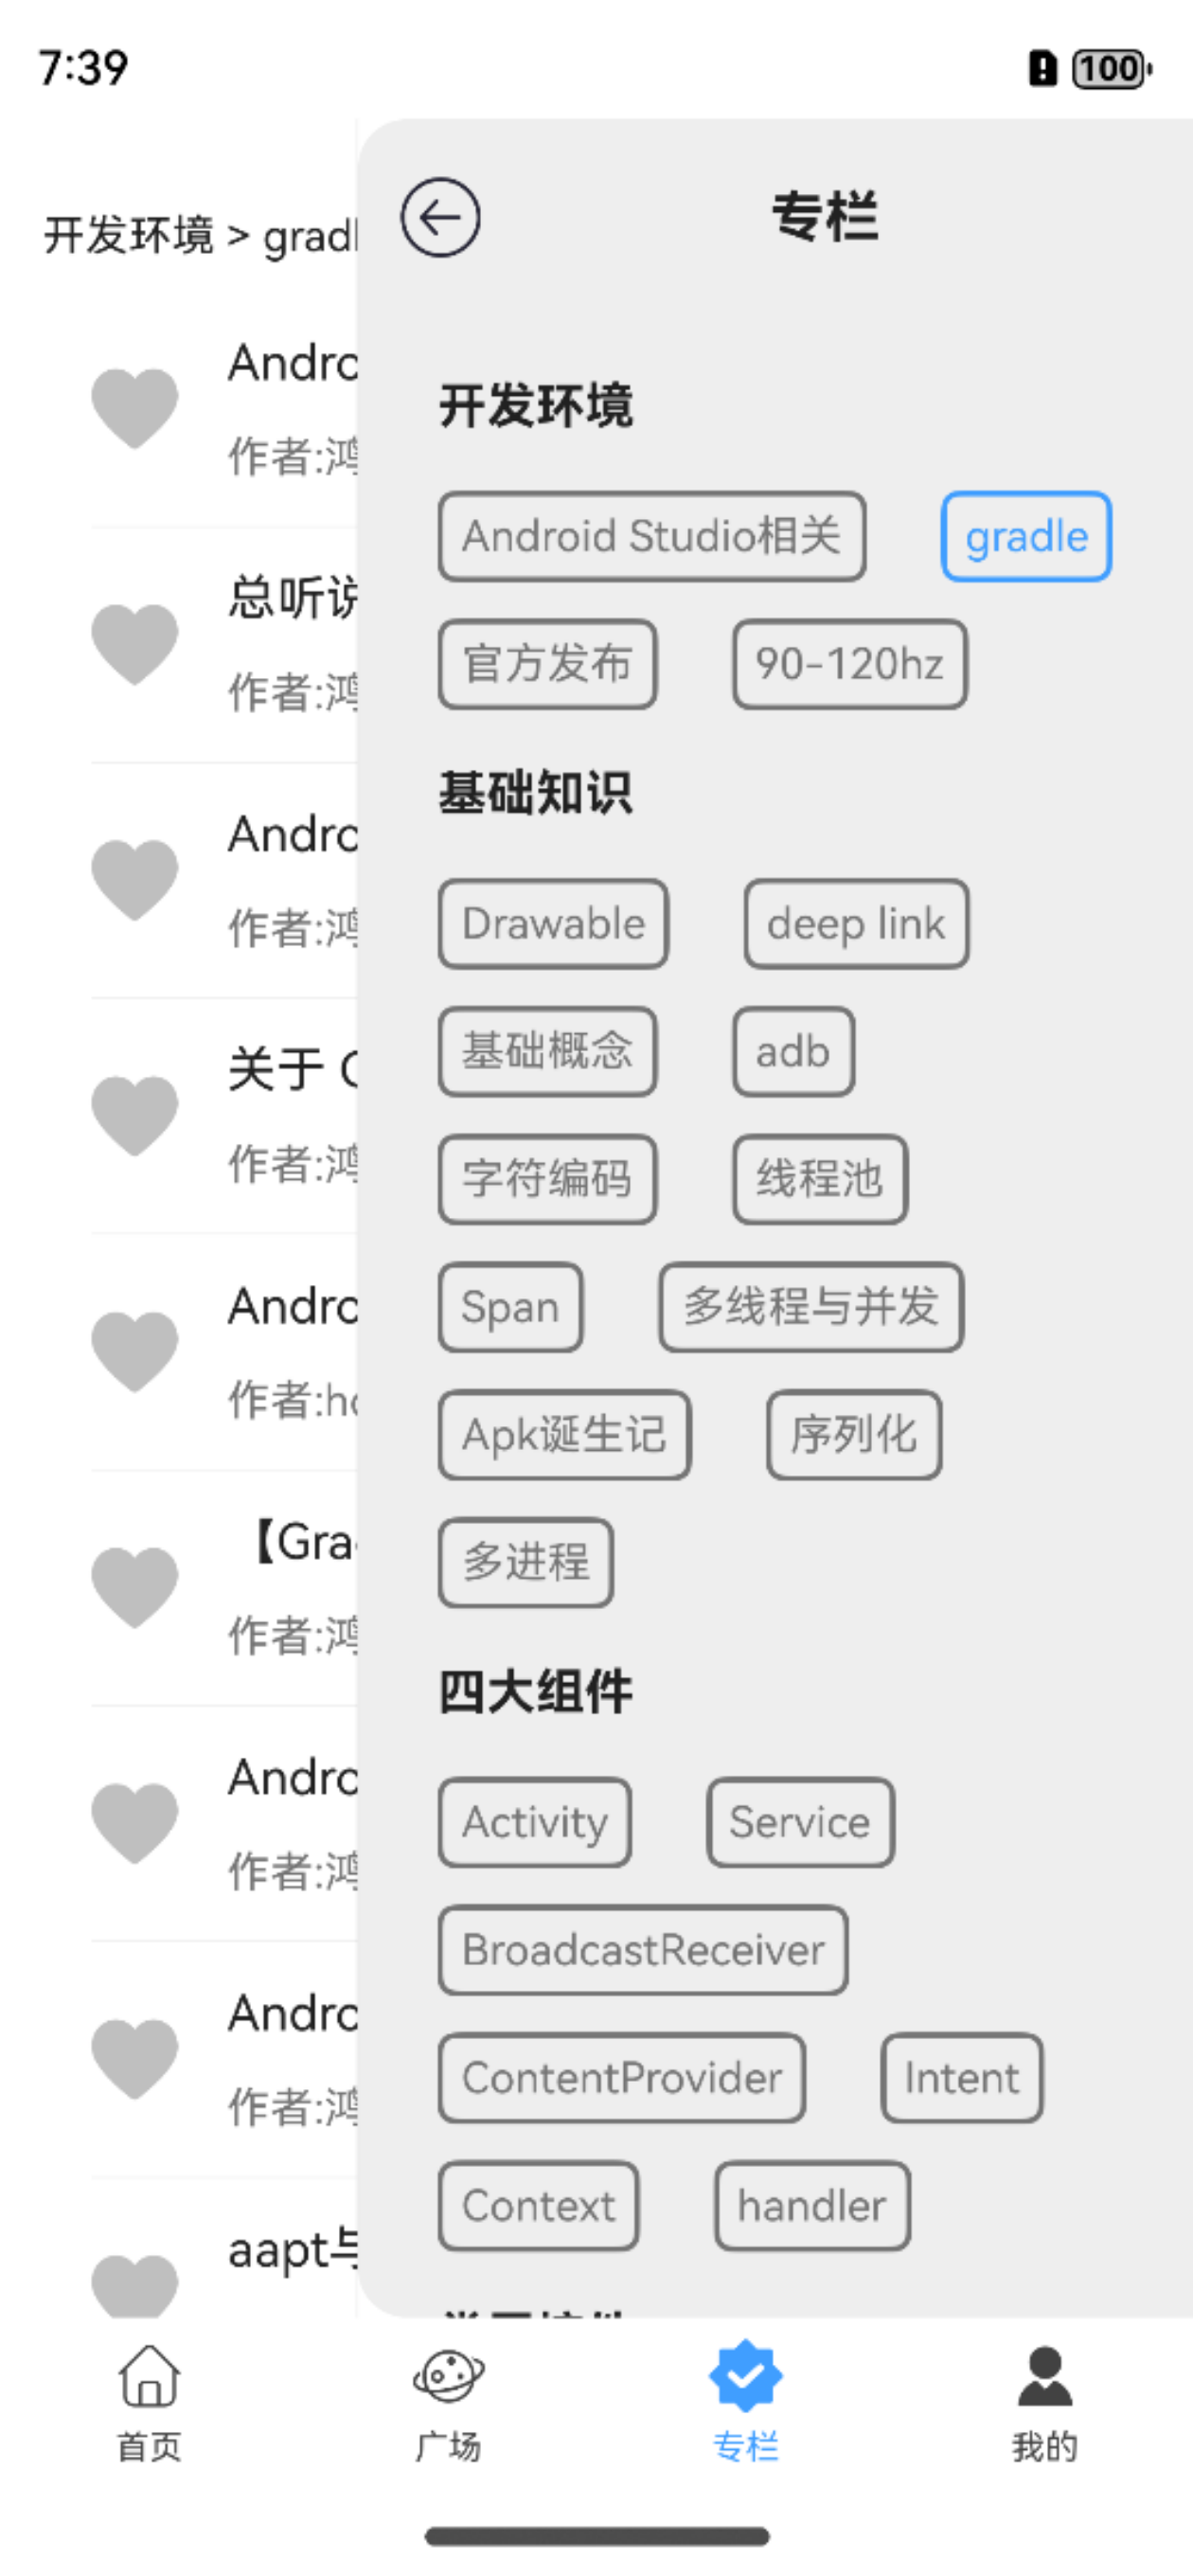 7:39
100
开发环境 > gradl
Andro
作者:鸿
总听说
作者:鸿
Andro
作者:鸿
关于
作者:鸿
Andro
作者:ho
【Gra
作者:鸿
Andro
作者:鸿
Andro
作者:鸿
aapt与
专栏
开发环境
Android Studio相关 gradle
官方发布 90-120hz
基础知识
Drawable deep link
基础概念 adb
字符编码 线程池
Span 多线程与并发
Apk诞生记 序列化
多进程
四大组件
Activity Service
BroadcastReceiver
ContentProvider Intent
Context handler
首页 广场 专栏 我的